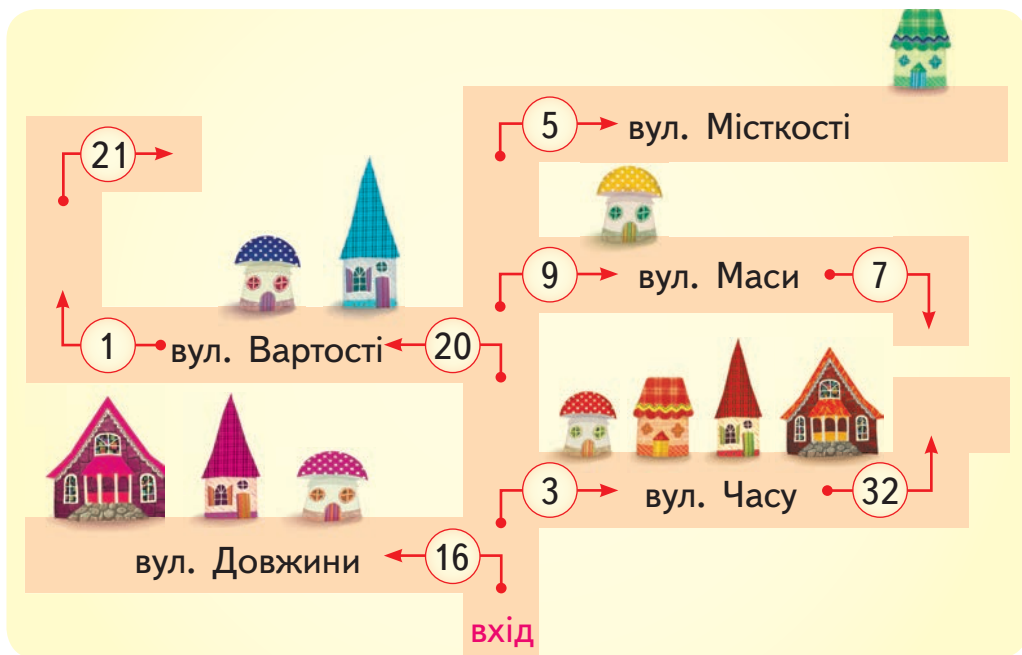 5 вул. Місткості
21
9 вул. Маси 7
1 вул. Вартості 20
3 вул. Часу 32
вул. Довжини 16
вхід